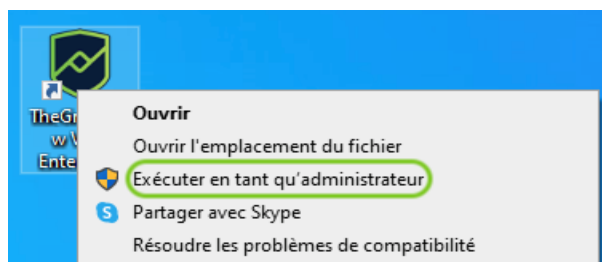 TheGr
w V
Ente
Ouvrir
Ouvrir l'emplacement du fichier
Exécuter en tant qu'administrateur
Partager avec Skype
Résoudre les problèmes de compatibilité